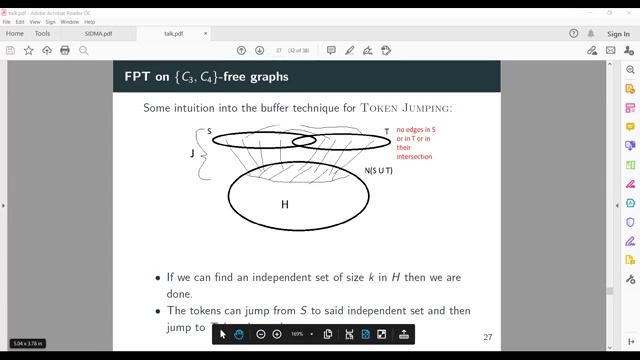 talk.pdf - Adobe Acrobat Reader DC
File Edit View Sign Window Help
Home Tools SIDMA.pdf talk.pdf × Sign In
27 (32 of 38)
FPT on {C3, C4}-free graphs
Some intuition into the buffer technique for TOKEN JUMPING:
S T
no edges in S
or in T or in
their
intersection
J
N(S U T)
H
• If we can find an independent set of size k in H then we are
done.
• The tokens can jump from S to said independent set and then
jump to
169%
27
5.04 x 3.78 in